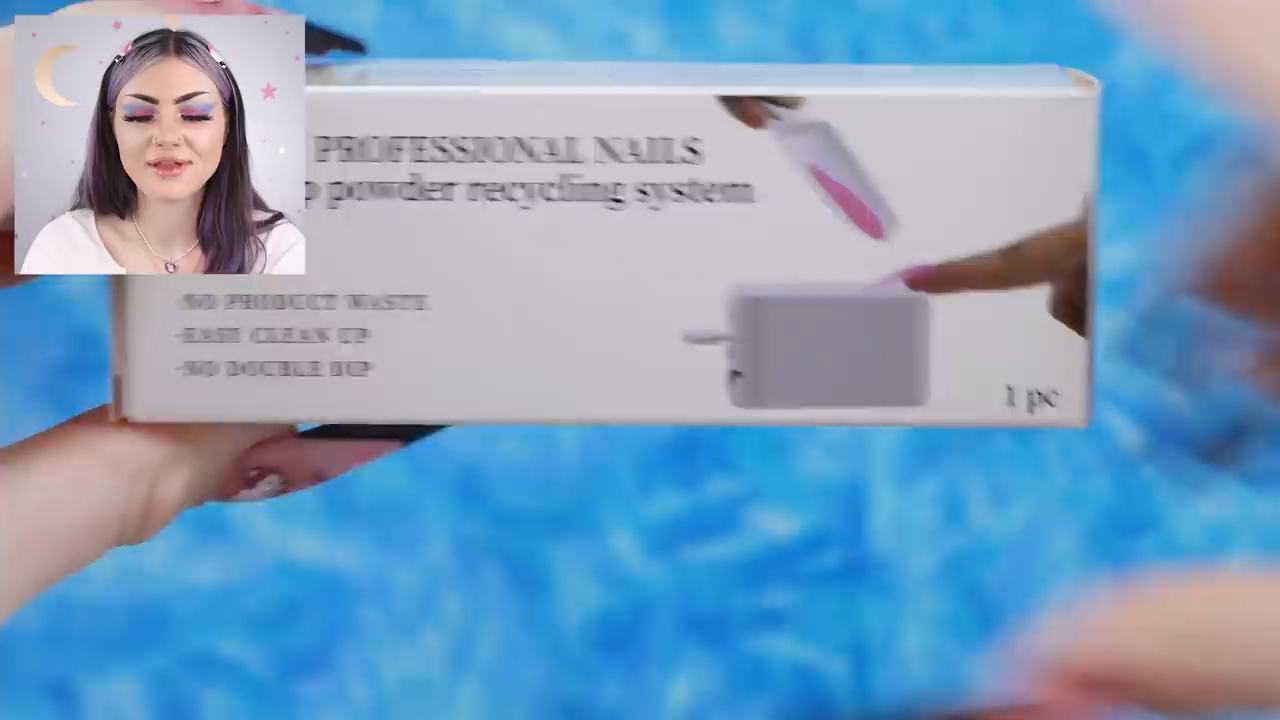 PROFESSIONAL NAILS
p powder recycling system
·NO PRODUCT WASTE
·EASY CLEAN UP
·NO DOUBLE DIP
1 pc